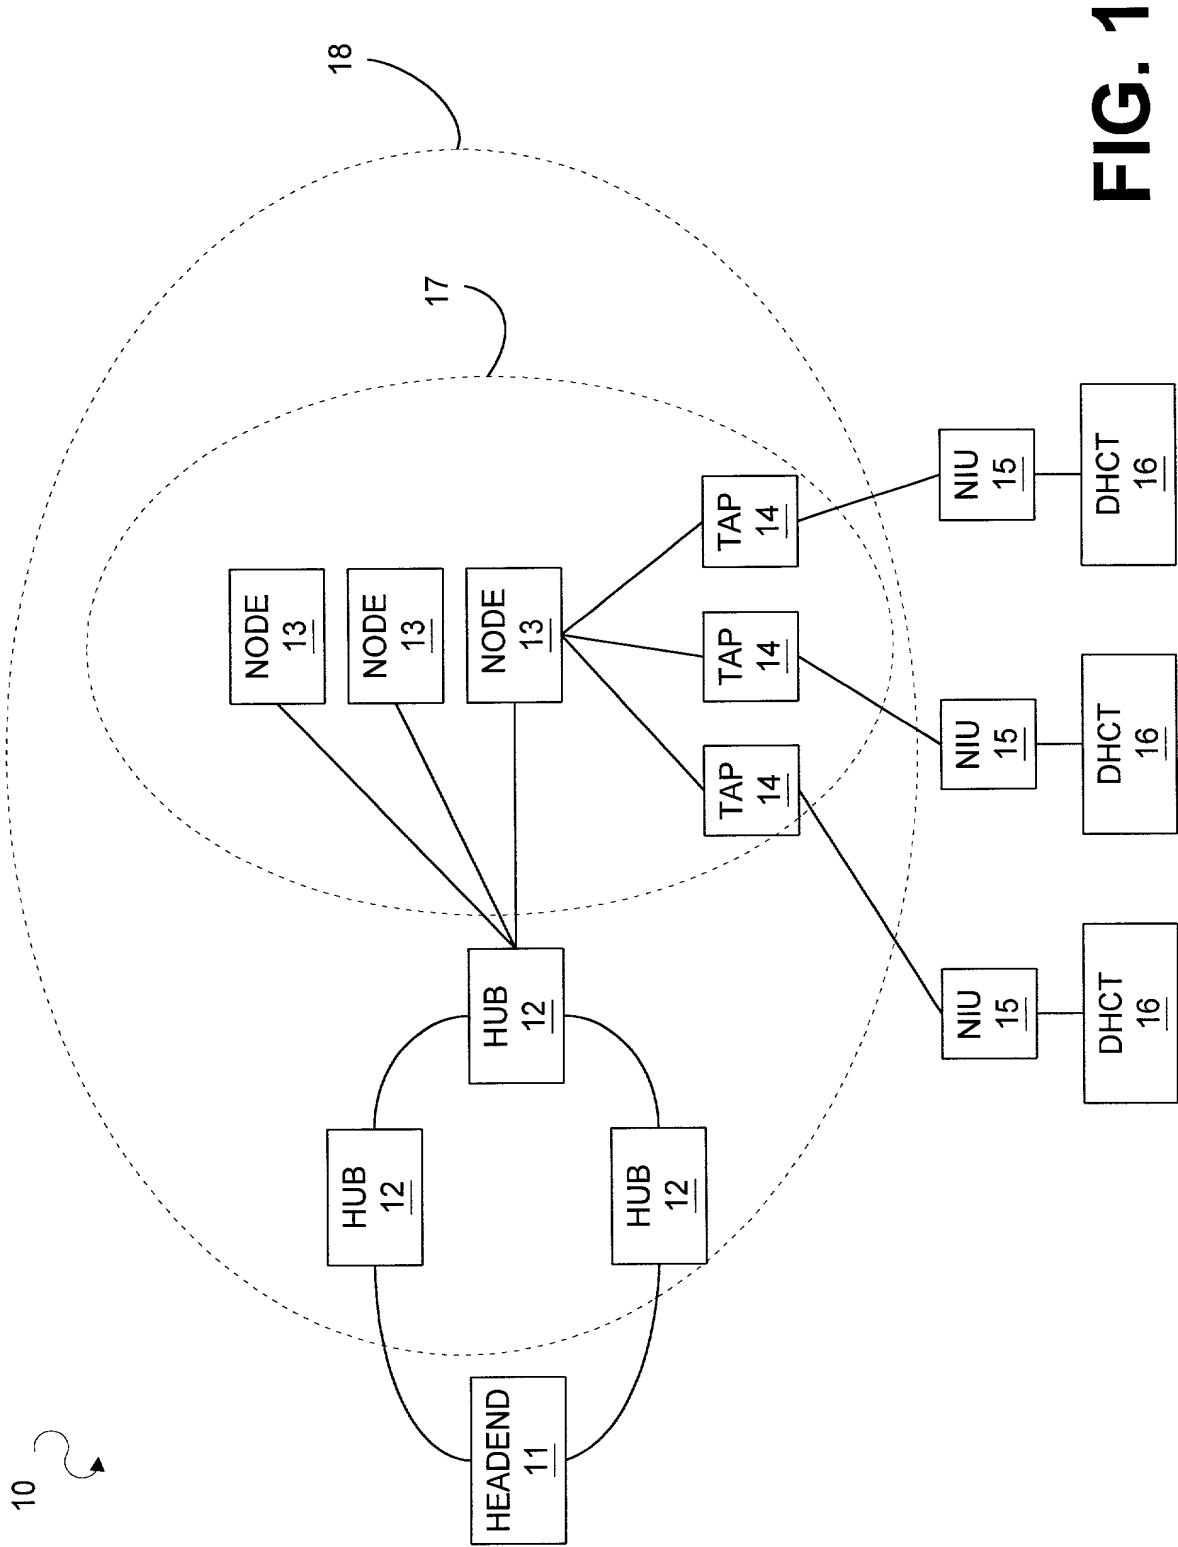 10
18
17
HEADEND
11
HUB
12
HUB
12
HUB
12
NODE
13
NODE
13
NODE
13
TAP
14
TAP
14
TAP
14
NIU
15
NIU
15
NIU
15
DHCT
16
DHCT
16
DHCT
16
FIG. 1